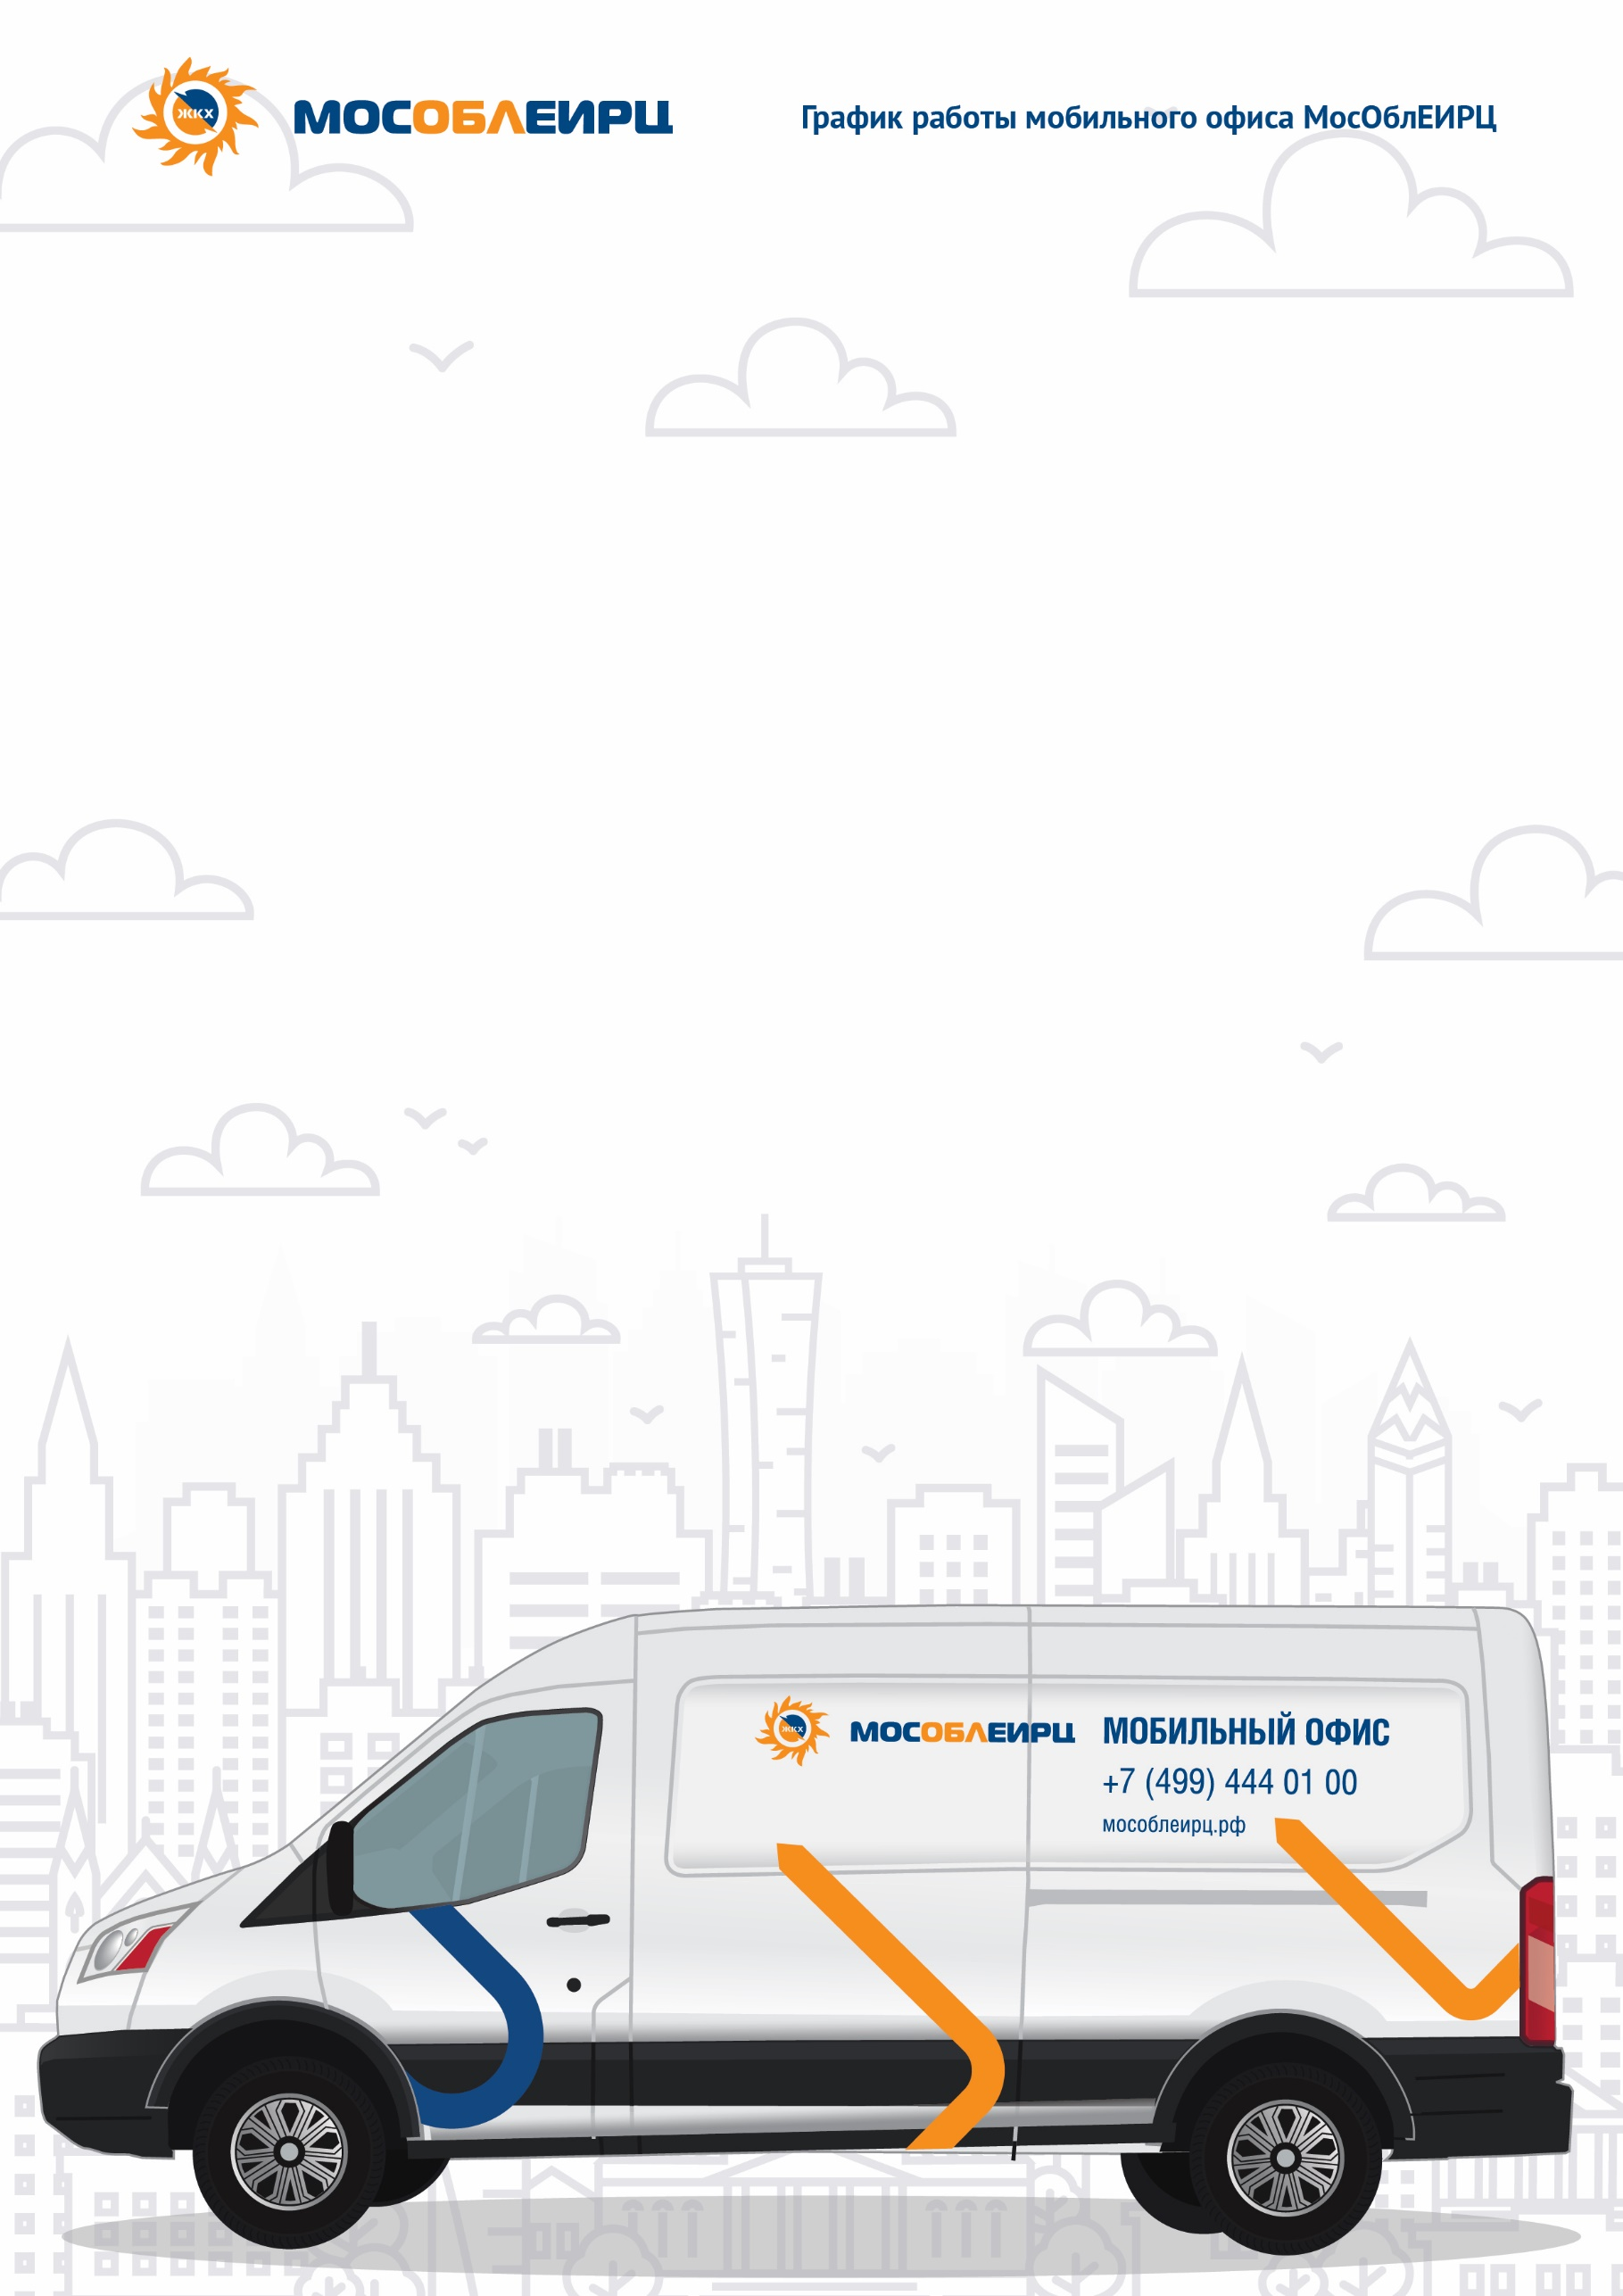 ЖКХ
МОСОБЛЕИРЦ
График работы мобильного офиса МосОблЕИРЦ
ЖКХ
МОСОБЛЕИРЦ
МОБИЛЬНЫЙ ОФИС
+7 (499) 444 01 00
мособлеирц.рф